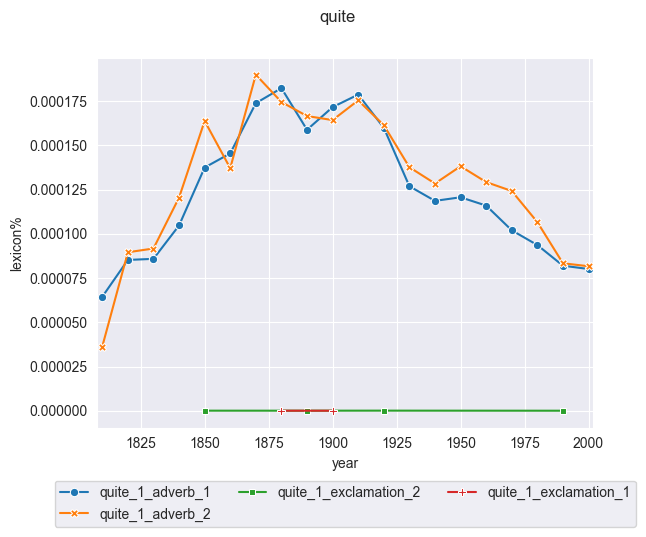 quite
0.000175
0.000150
0.000125
0.000100
0.000075
0.000050
0.000025
0.000000
lexicon%
1825 1850 1875 1900 1925 1950 1975 2000
year
quite_1_adverb_1 quite_1_exclamation_2 quite_1_exclamation_1
quite_1_adverb_2